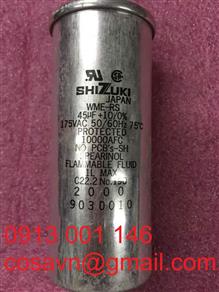 SHIZUKI
JAPAN
WME-RS
45µF +10/0%
175VAC 50/60Hz 75°C
PROTECTED
10000AFC
NO PCB's-SH
PEARINOL
FLAMMABLE FLUID
1L MAX
C22.2 No.190
2000
9030010
0913 001 146
cosavn@gmail.com